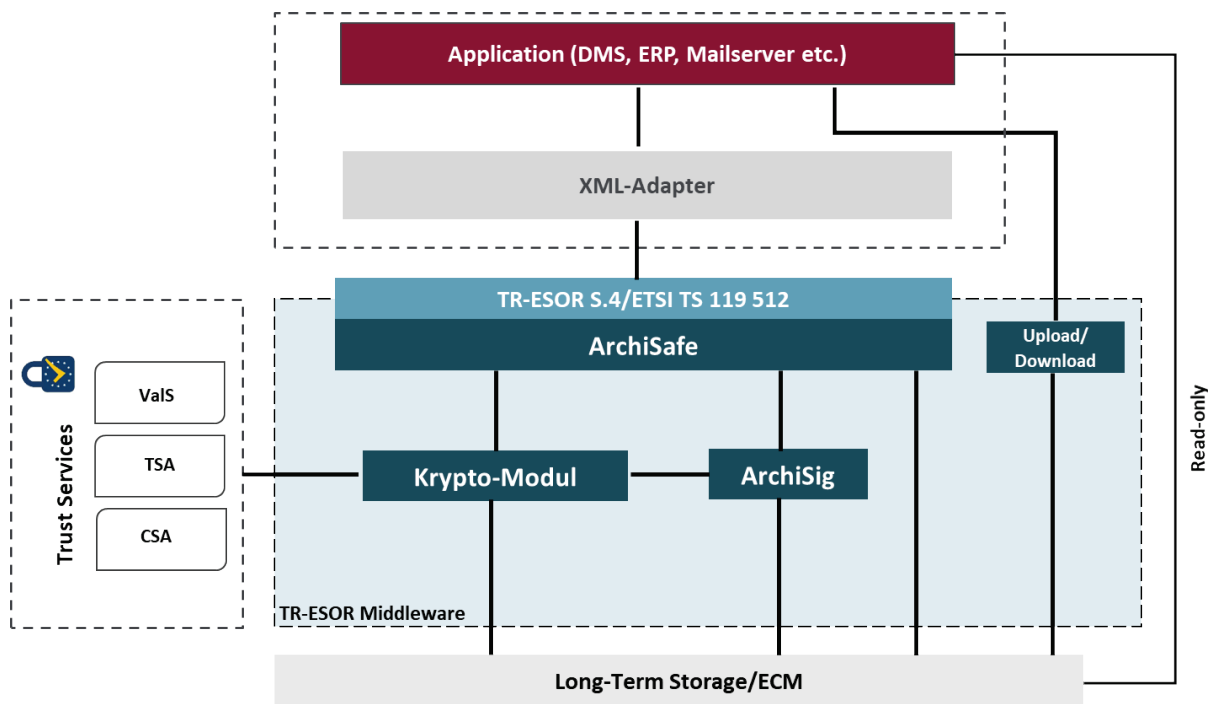 Application (DMS, ERP, Mailserver etc.)
XML-Adapter
TR-ESOR S.4/ETSI TS 119 512
ArchiSafe
Upload/
Download
Read-only
Trust Services
ValS
TSA
CSA
Krypto-Modul
ArchiSig
TR-ESOR Middleware
Long-Term Storage/ECM